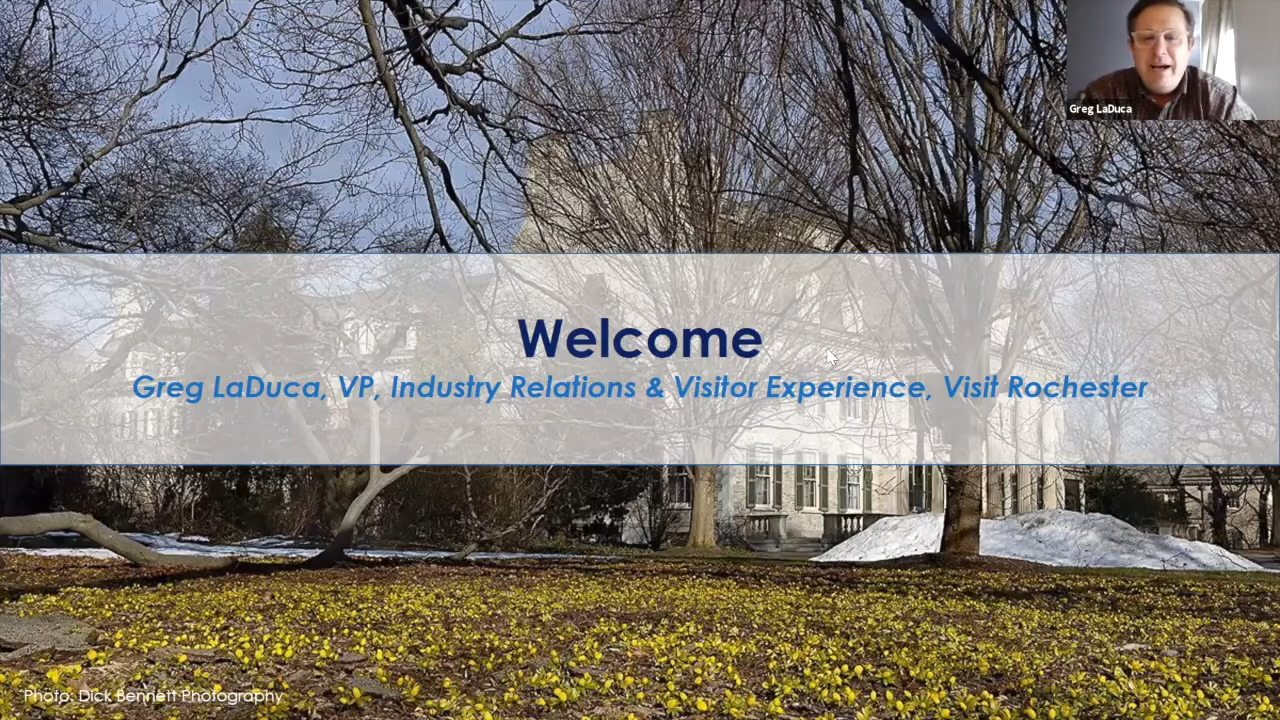 Greg LaDuca
Welcome
Greg LaDuca, VP, Industry Relations & Visitor Experience, Visit Rochester
Photo: Dick Bennett Photography